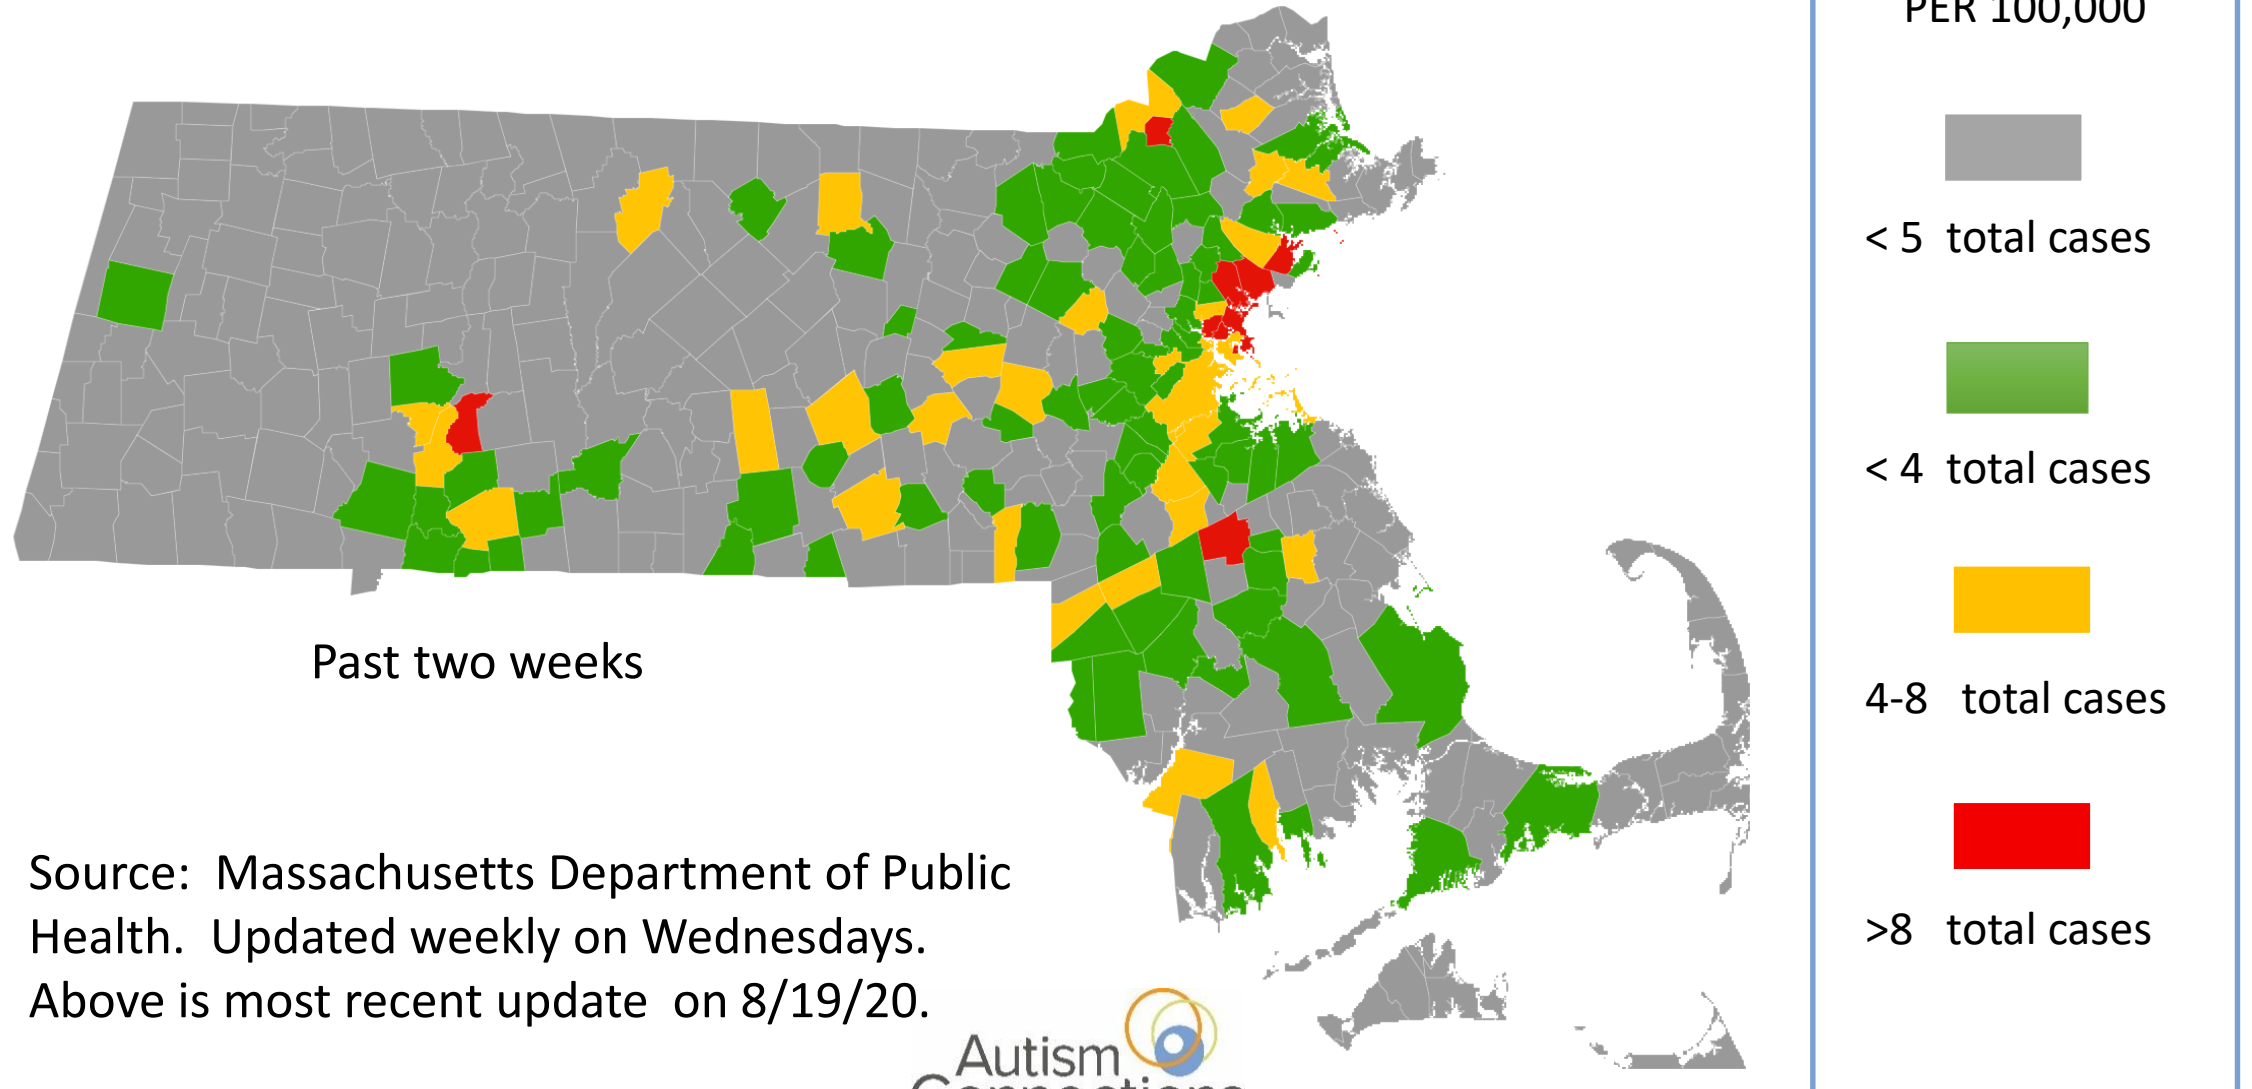 PER 100,000
< 5 total cases
< 4 total cases
4-8 total cases
>8 total cases
Past two weeks
Source: Massachusetts Department of Public
Health. Updated weekly on Wednesdays.
Above is most recent update on 8/19/20.
Autism
Connections